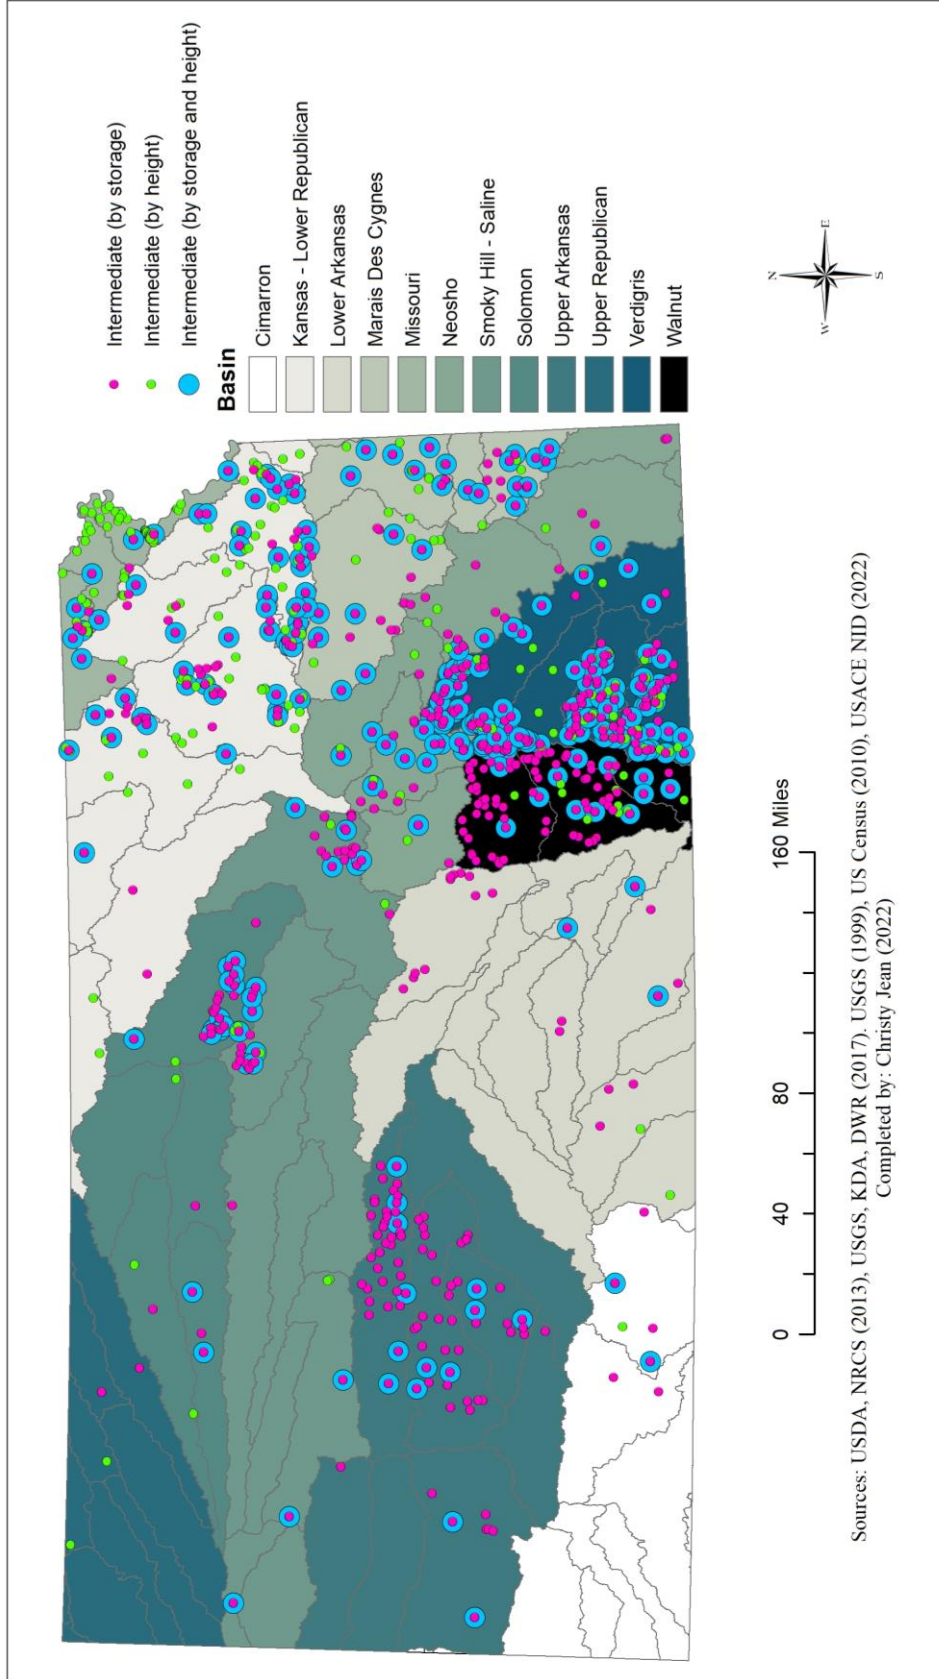 Intermediate (by storage)
Intermediate (by height)
Intermediate (by storage and height)
Basin
Cimarron
Kansas - Lower Republican
Lower Arkansas
Marais Des Cygnes
Missouri
Neosho
Smoky Hill - Saline
Solomon
Upper Arkansas
Upper Republican
Verdigris
Walnut
N
W
E
S
0
40
80
160 Miles
Sources: USDA, NRCS (2013), USGS, KDA, DWR (2017). USGS (1999), US Census (2010), USACE NID (2022)
Completed by: Christy Jean (2022)